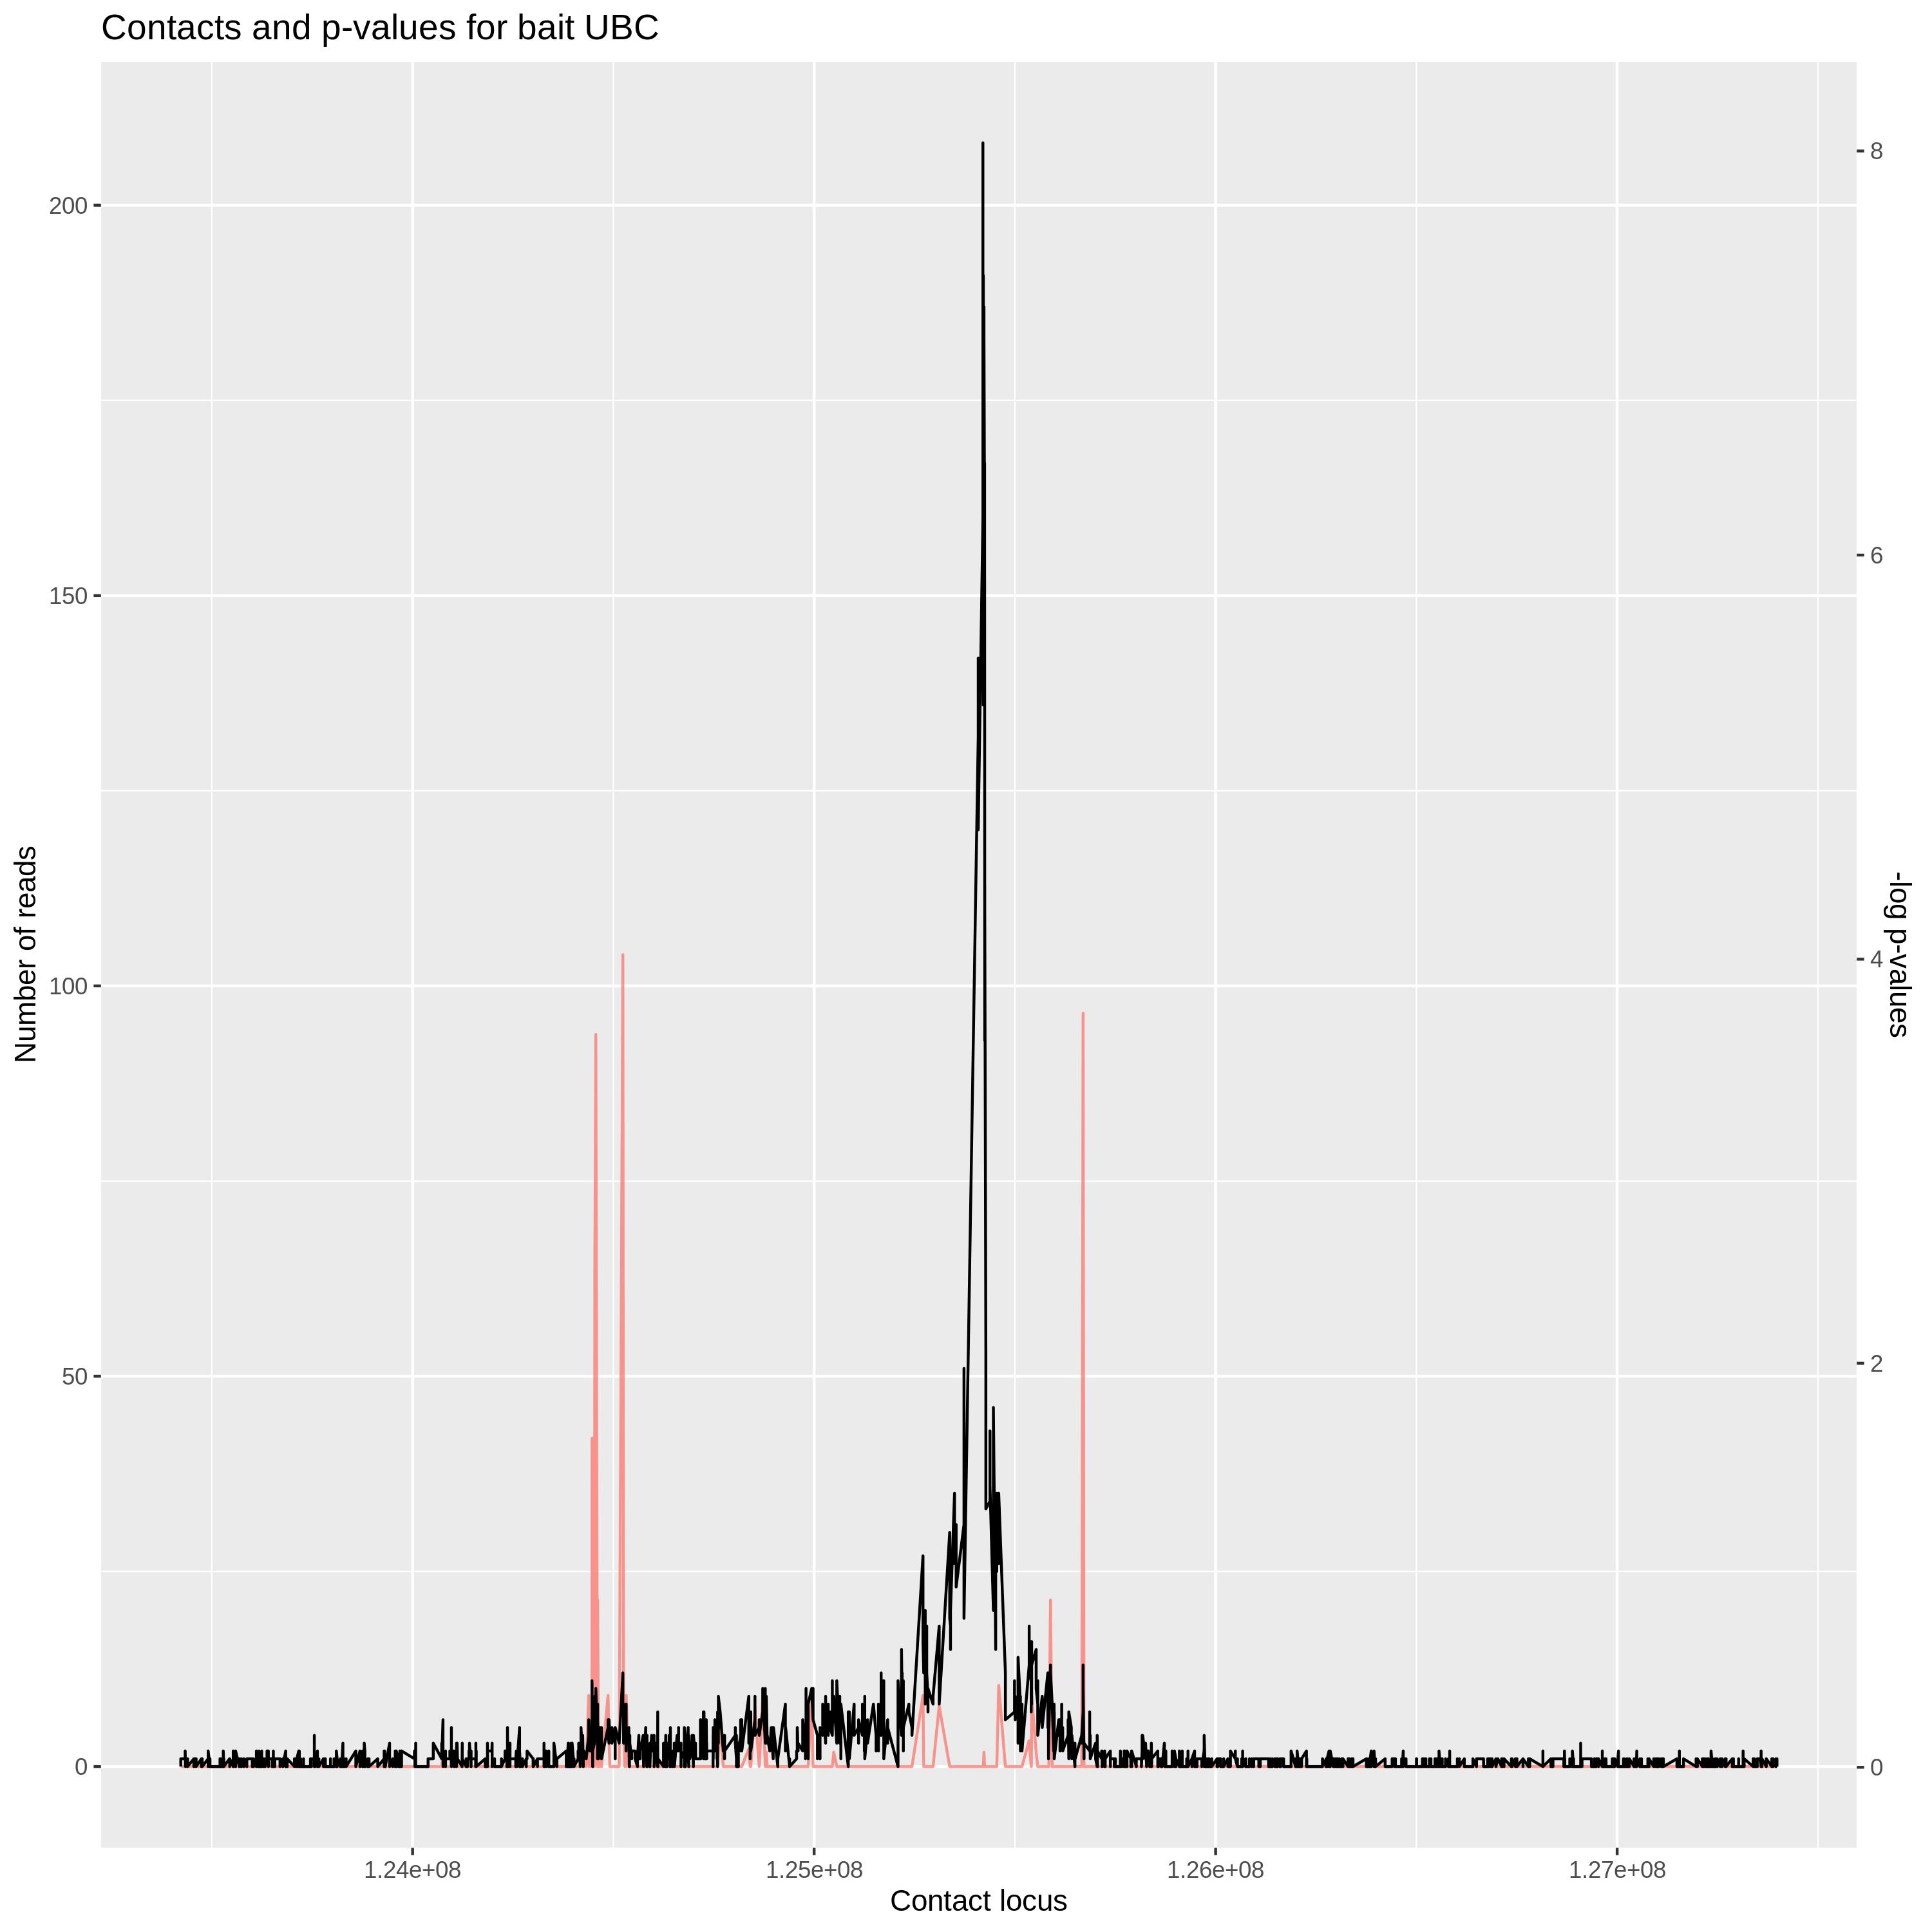 Contacts and p-values for bait UBC
Number of reads
200
150
100
50
0
8
6
4
2
0
-log p-values
1.24e+08
1.25e+08
1.26e+08
1.27e+08
Contact locus